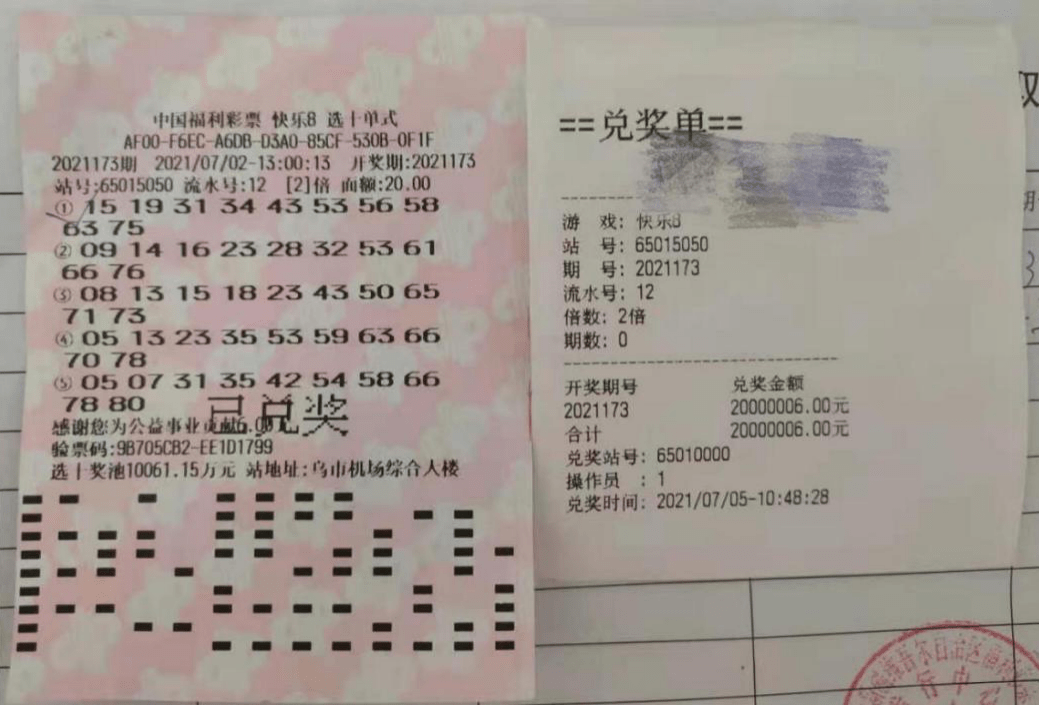 中国福利彩票 快乐8 选十单式
AF00-F6EC-A6DB-D3A0-85CF-530B-0F1F
2021173期 2021/07/02-13:00:13 开奖期:2021173
站号:65015050 流水号:12 [2]倍 面额:20.00
① 15 19 31 34 43 53 56 58
63 75
② 09 14 16 23 28 32 53 61
66 76
③ 08 13 15 18 23 43 50 65
71 73
④ 05 13 23 35 53 59 63 66
70 78
⑤ 05 07 31 35 42 54 58 66
78 80
已兑奖
感谢您为公益事业贡献6.00元
验票码:9B705CB2-EE1D1799
选十奖池10061.15万元 站地址:乌市机场综合人楼
==兑奖单==
游 戏: 快乐8
站 号: 65015050
期 号: 2021173
流水号: 12
倍数: 2倍
期数: 0
开奖期号 兑奖金额
2021173 20000006.00元
合计 20000006.00元
兑奖站号: 65010000
操作员 : 1
兑奖时间: 2021/07/05-10:48:28
维吾尔自治区福利